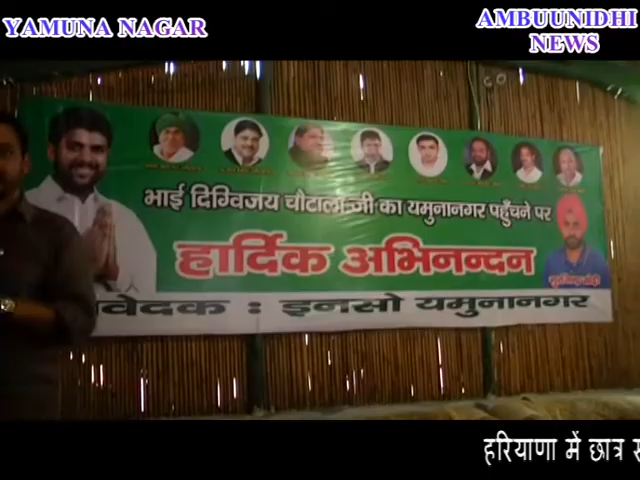 YAMUNA NAGAR
AMBUUNIDHI
NEWS
भाई दिग्विजय चौटाला जी का यमुनानगर पहुँचने पर
हार्दिक अभिनन्दन
वेदक : इनसो यमुनानगर
हरियाणा में छात्र